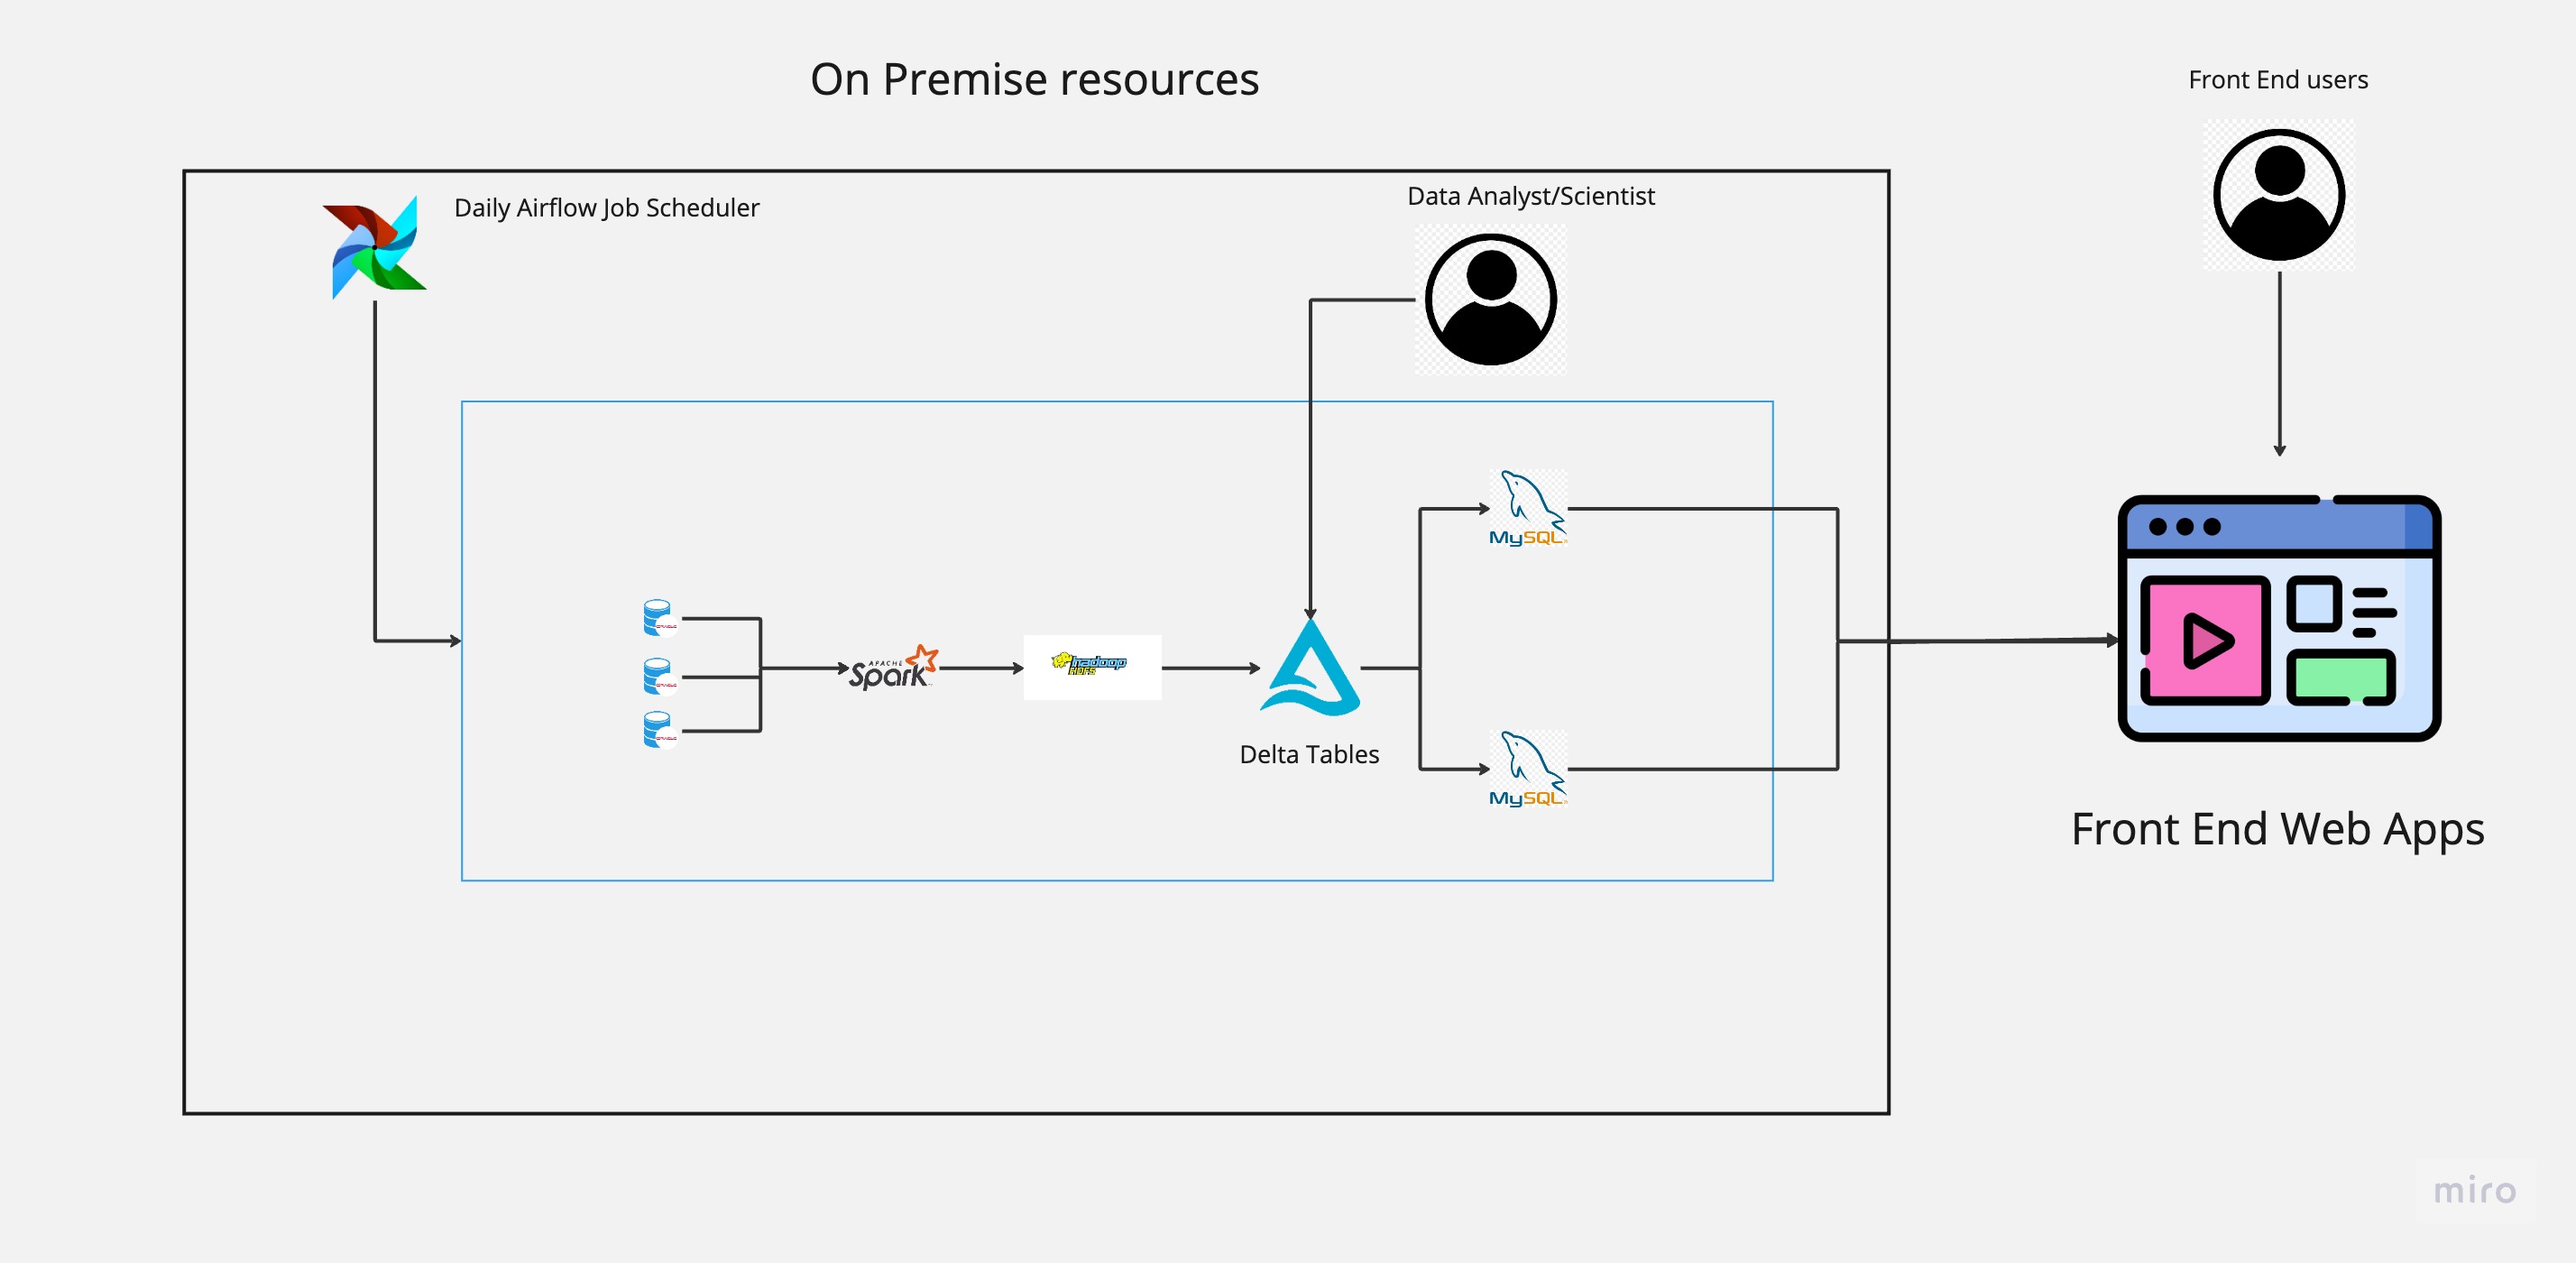 On Premise resources
Front End users
Daily Airflow Job Scheduler
Data Analyst/Scientist
MySQL
APACHE
Spark
hadoop
HDFS
Delta Tables
MySQL
Front End Web Apps
miro